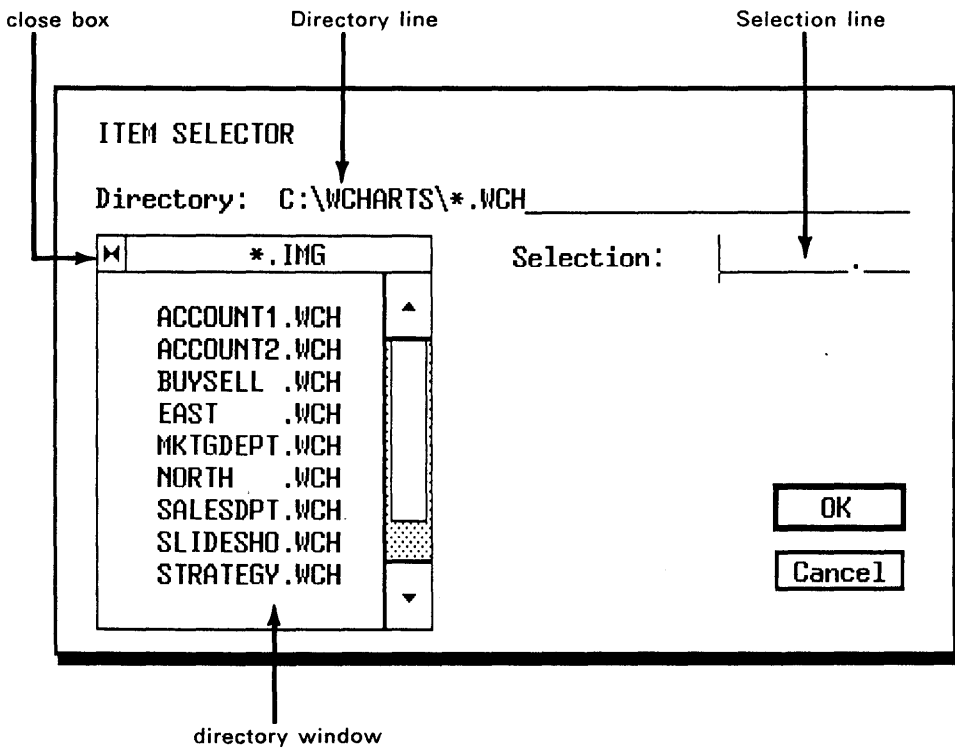 close box Directory line Selection line
ITEM SELECTOR
Directory: C:\WCHARTS\*.WCH
*.IMG
Selection: .
ACCOUNT1.WCH
ACCOUNT2.WCH
BUYSELL .WCH
EAST .WCH
MKTGDEPT.WCH
NORTH .WCH
SALESDPT.WCH
SLIDESHO.WCH
STRATEGY.WCH
OK
Cancel
directory window